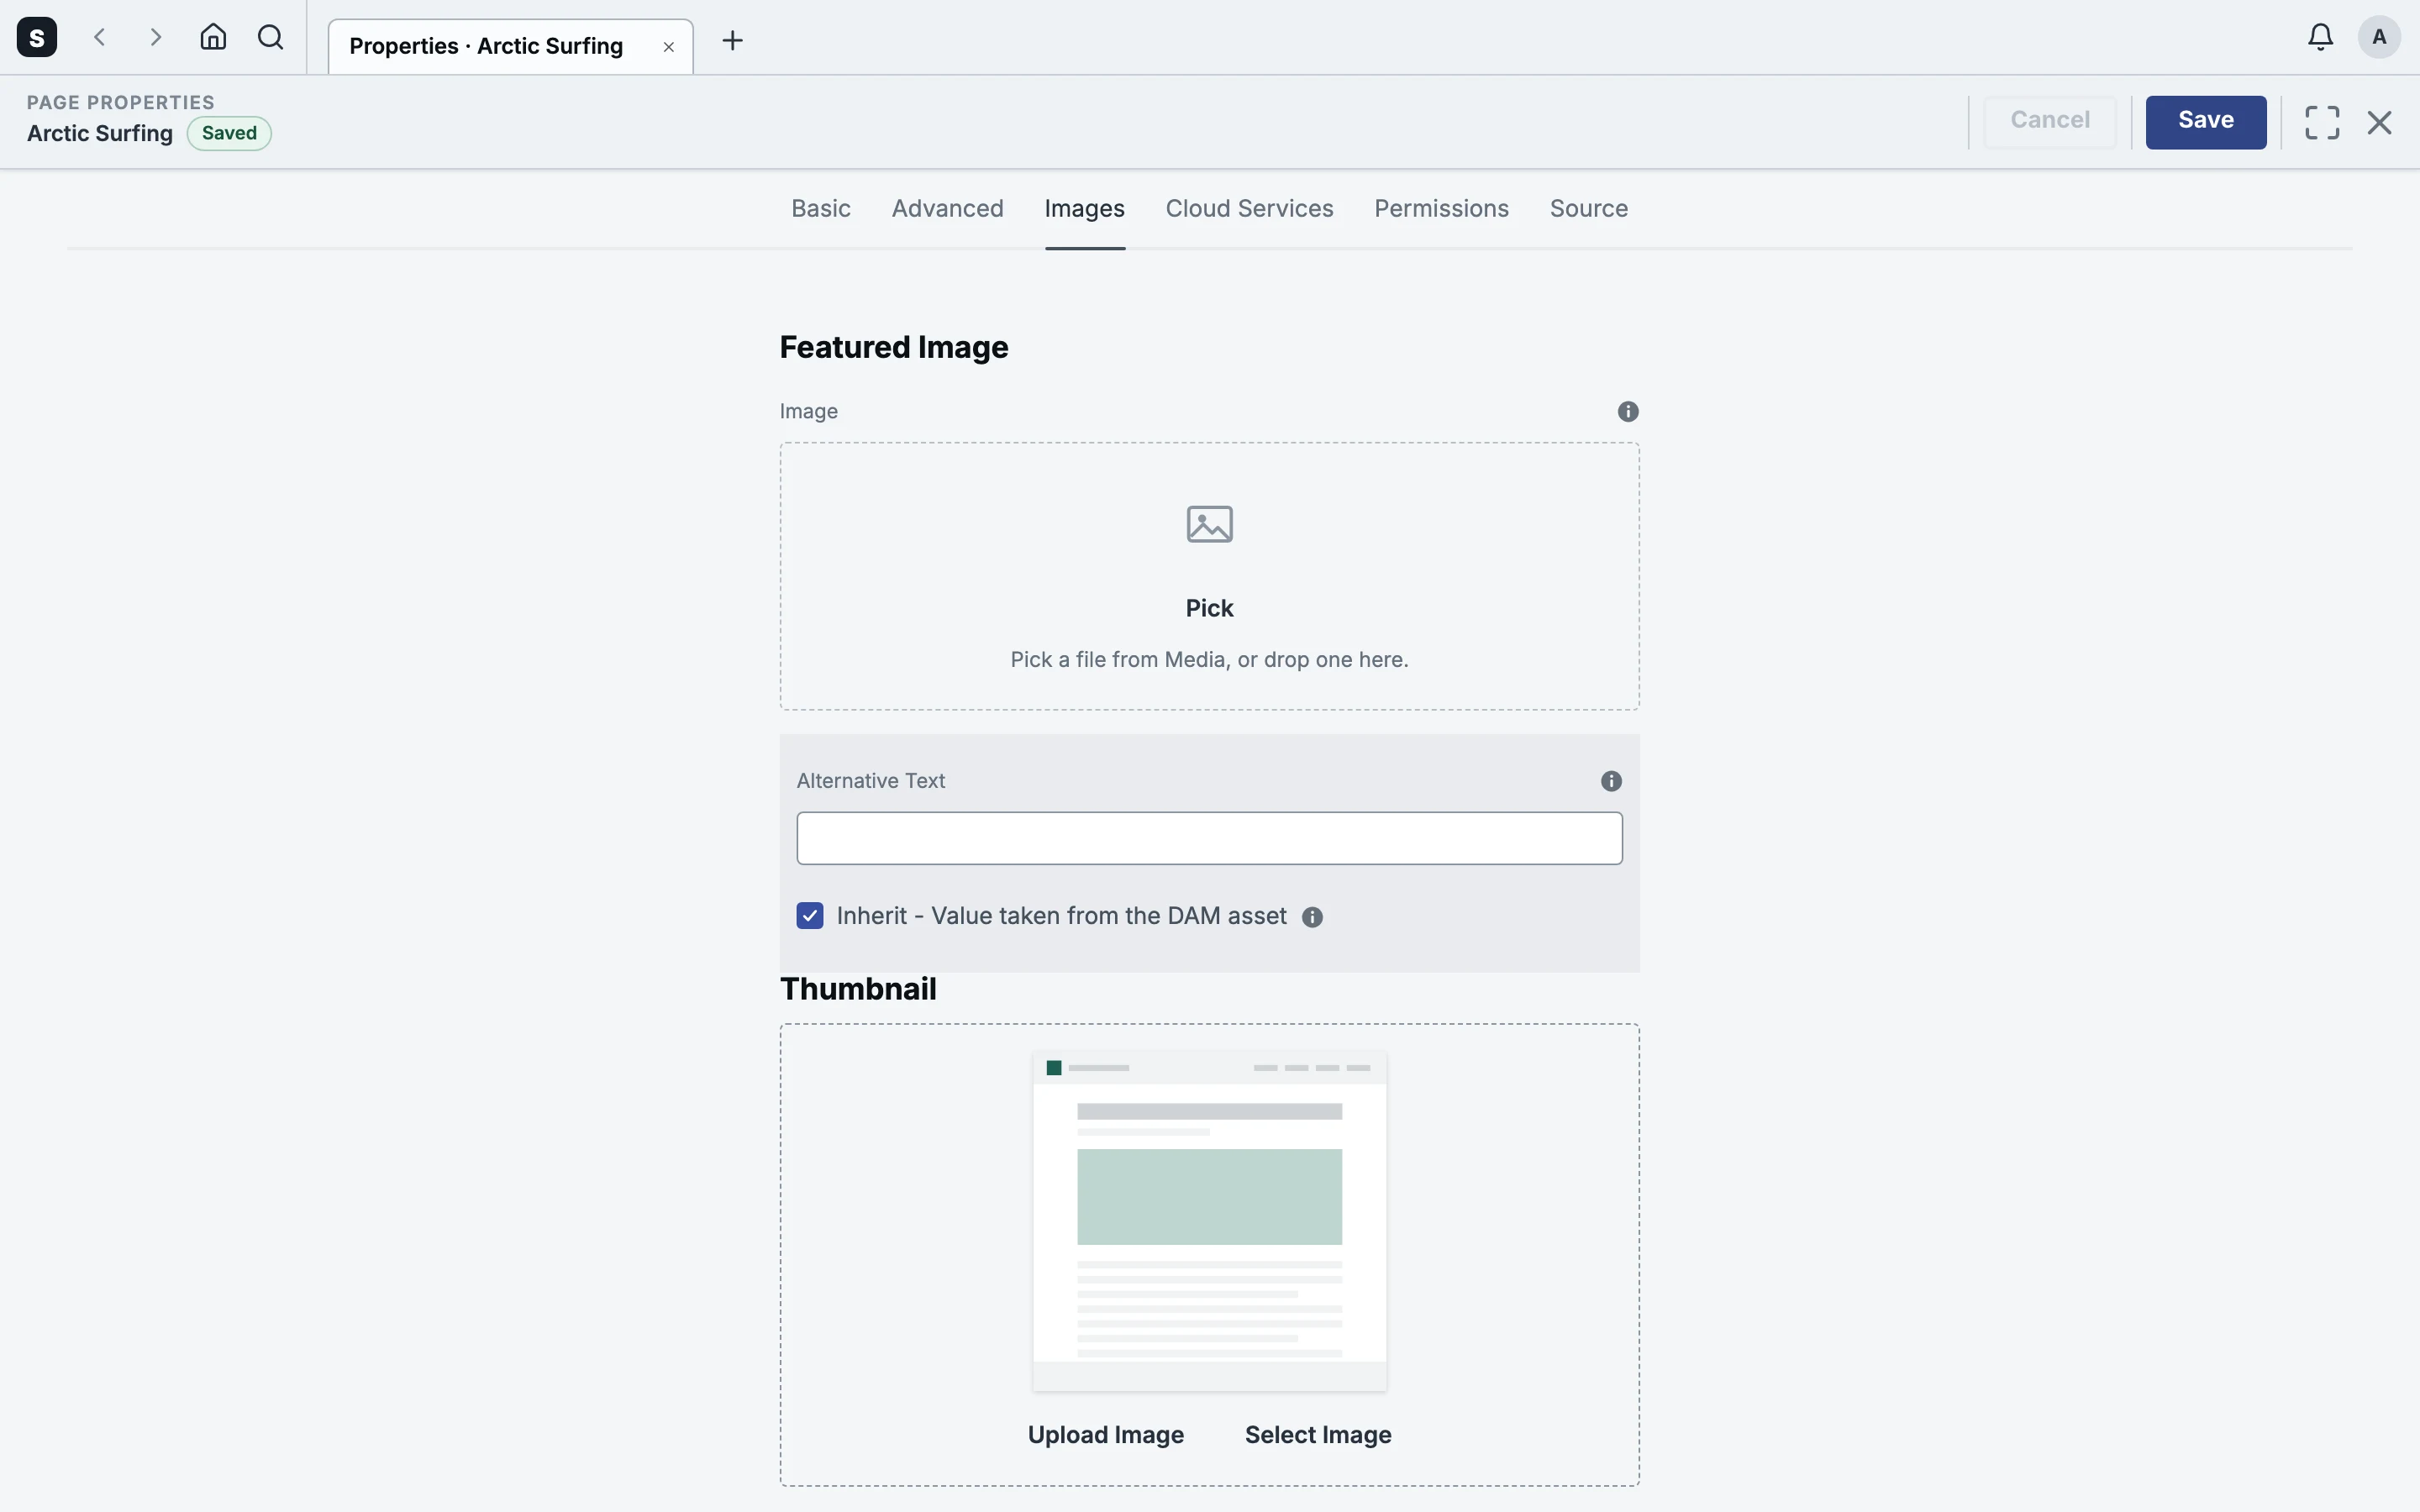 S
Properties · Arctic Surfing
A
PAGE PROPERTIES
Arctic Surfing
Saved
Cancel
Save
Basic
Advanced
Images
Cloud Services
Permissions
Source
Featured Image
Image
Pick
Pick a file from Media, or drop one here.
Alternative Text
Inherit - Value taken from the DAM asset
Thumbnail
Upload Image
Select Image